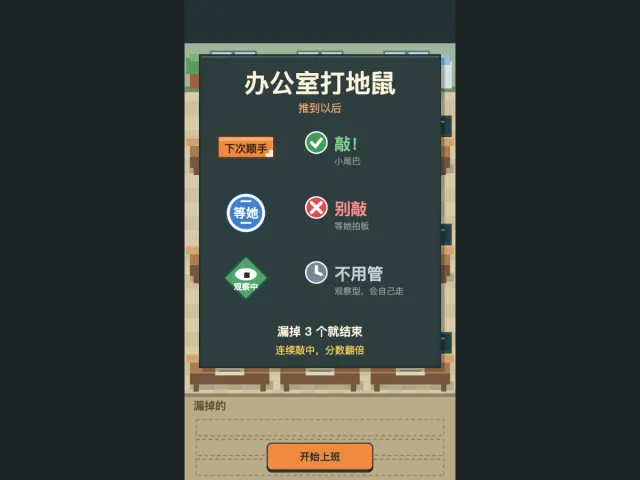 办公室打地鼠
推到以后
下次顺手
敲!
小尾巴
等她
别敲
等她拍板
观察中
不用管
观察型，会自己走
漏掉 3 个就结束
连续敲中，分数翻倍
漏掉的
开始上班